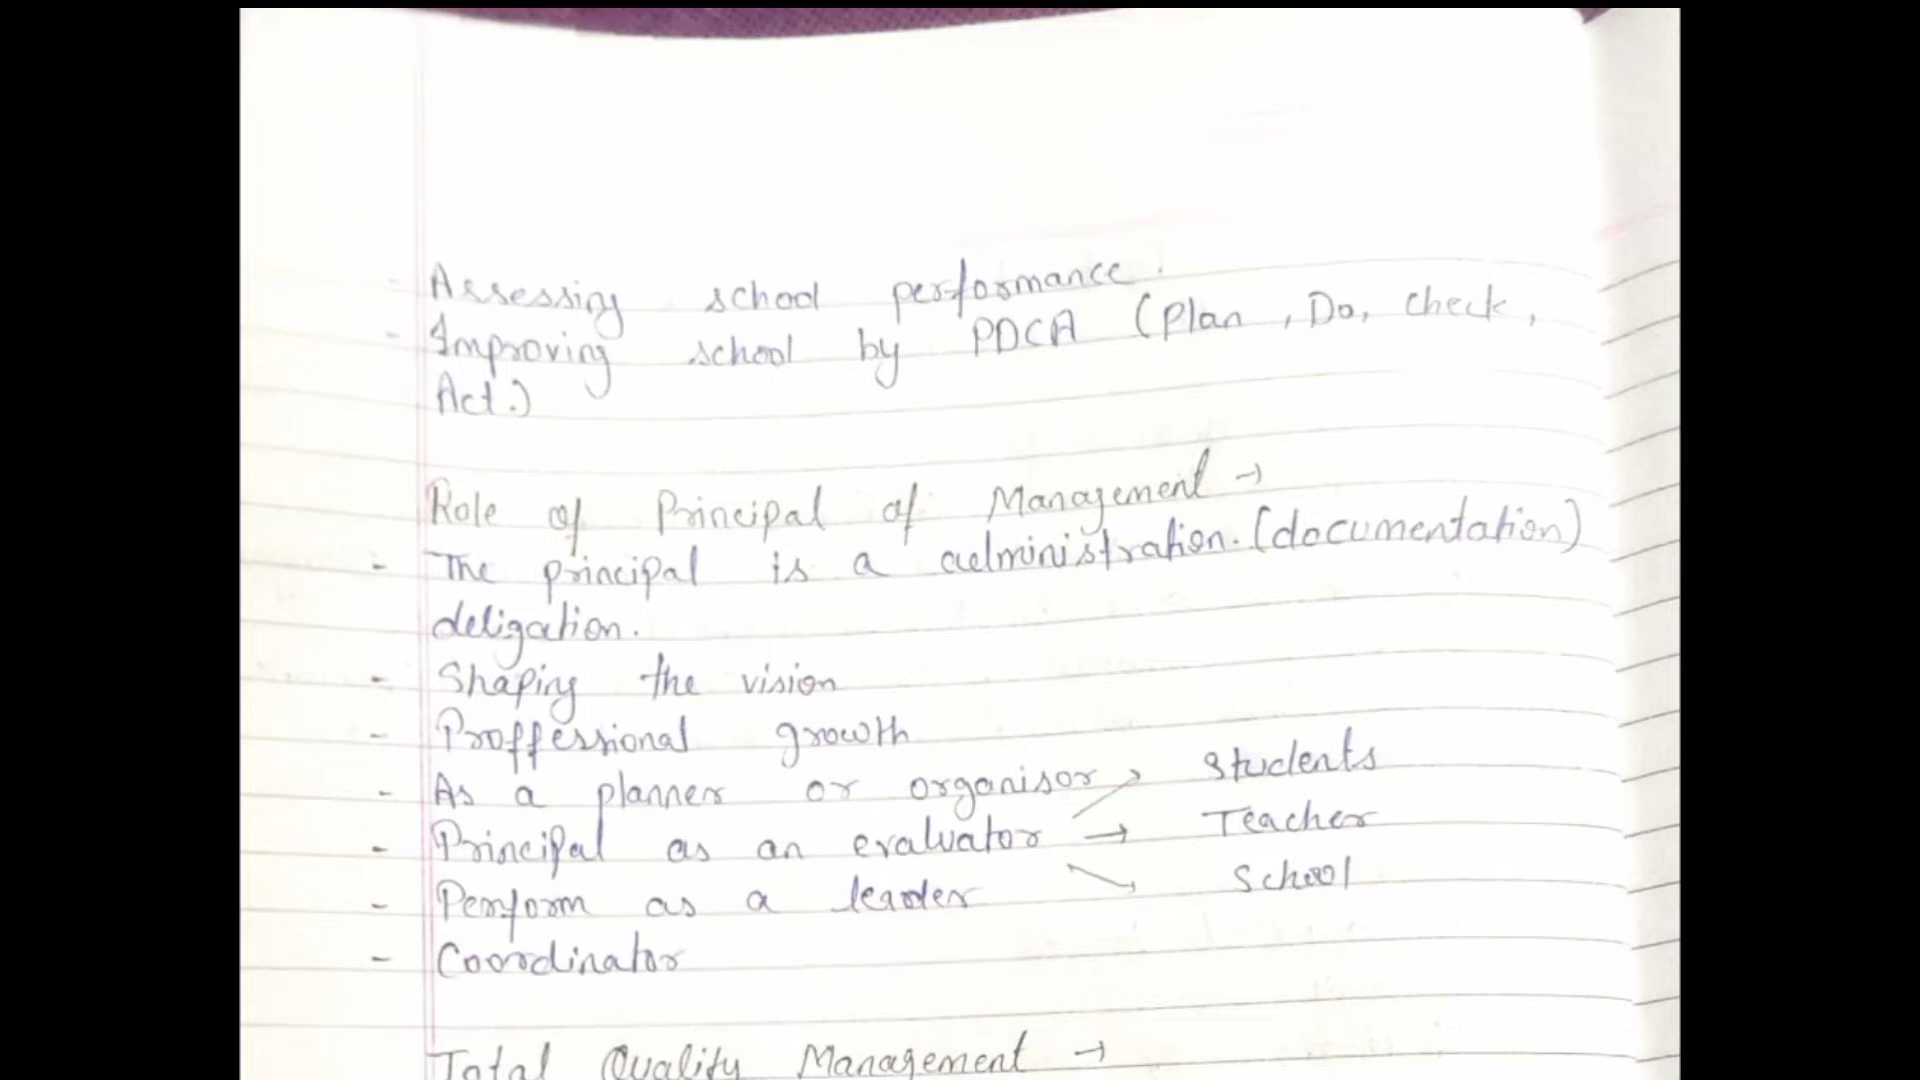 - Assessing school performance.
- Improving school by PDCA (Plan, Do, Check,
Act.)
Role of Principal of Management →
- The principal is a administration. (documentation)
deligation.
- Shaping the vision
- Proffessional growth
- As a planner or organisor
- Principal as an evaluator → Students
→ Teacher
→ School
- Perform as a leader
- Coordinator
Total Quality Management →